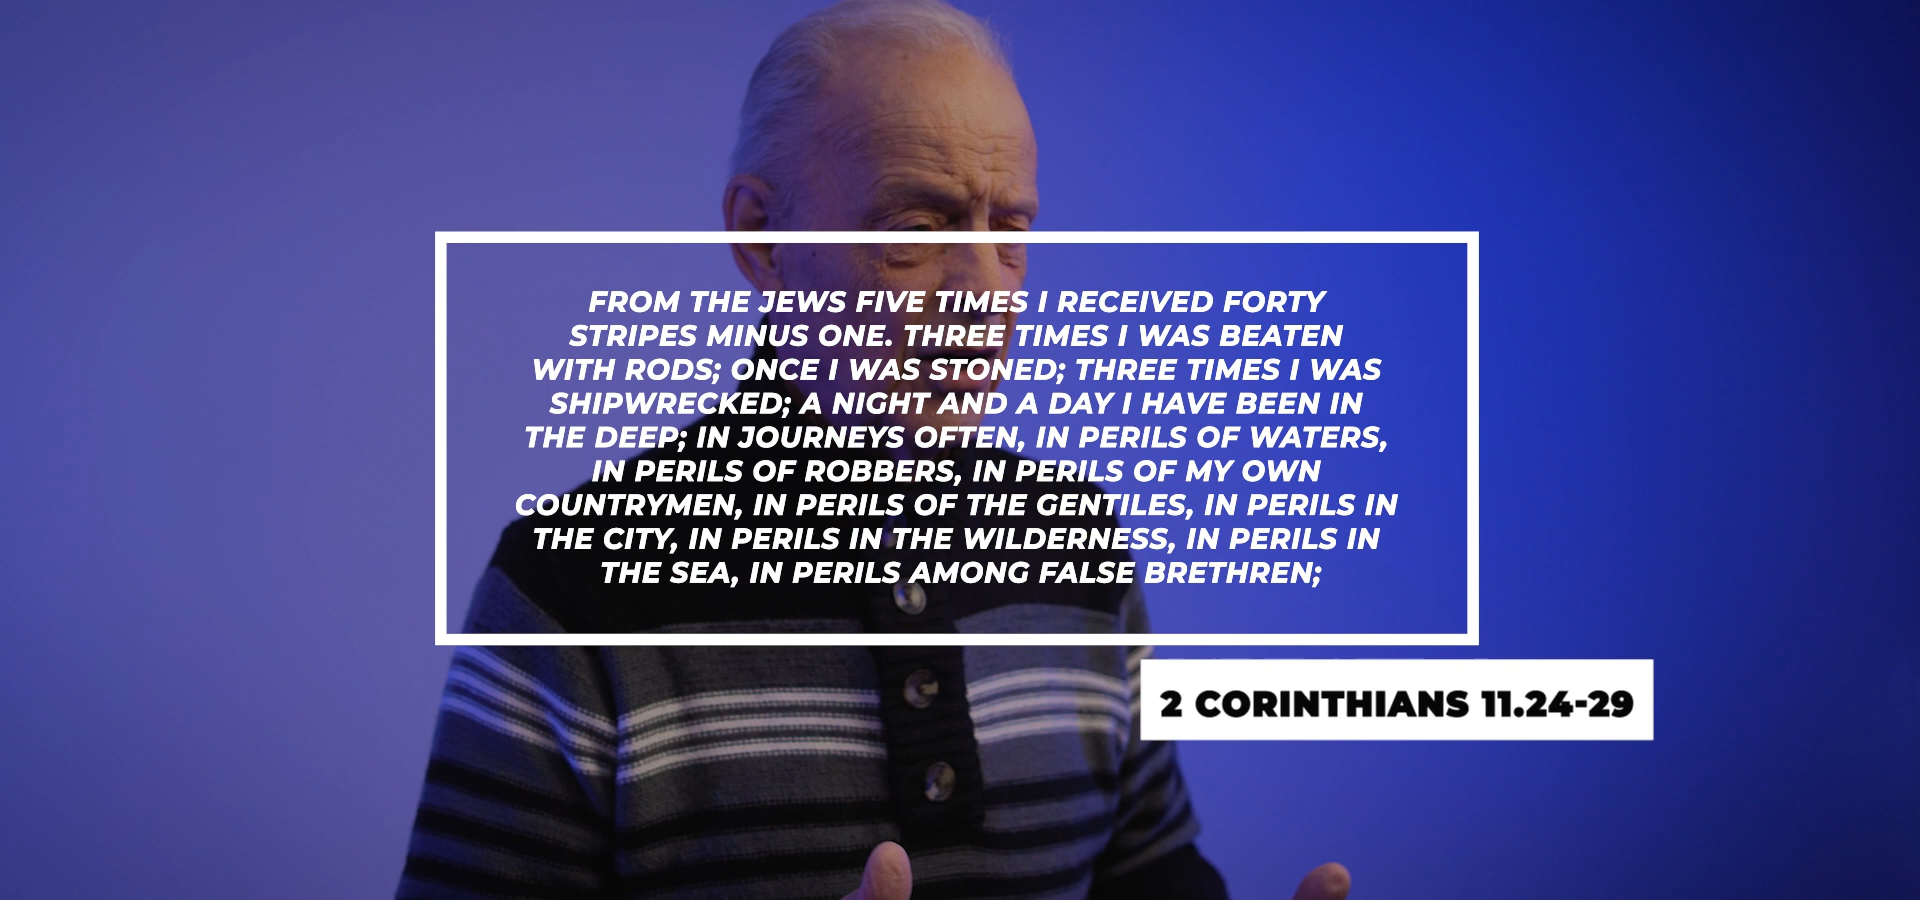 FROM THE JEWS FIVE TIMES I RECEIVED FORTY
STRIPES MINUS ONE. THREE TIMES I WAS BEATEN
WITH RODS; ONCE I WAS STONED; THREE TIMES I WAS
SHIPWRECKED; A NIGHT AND A DAY I HAVE BEEN IN
THE DEEP; IN JOURNEYS OFTEN, IN PERILS OF WATERS,
IN PERILS OF ROBBERS, IN PERILS OF MY OWN
COUNTRYMEN, IN PERILS OF THE GENTILES, IN PERILS IN
THE CITY, IN PERILS IN THE WILDERNESS, IN PERILS IN
THE SEA, IN PERILS AMONG FALSE BRETHREN;
2 CORINTHIANS 11.24-29